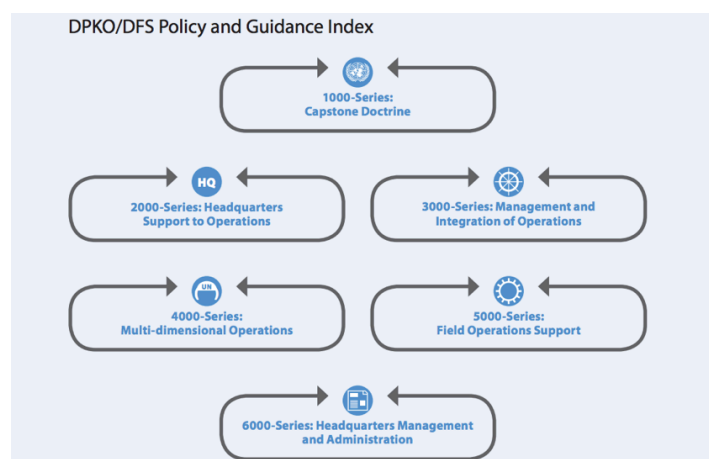 DPKO/DFS Policy and Guidance Index
1000-Series:
Capstone Doctrine
HQ
2000-Series: Headquarters
Support to Operations
3000-Series: Management and
Integration of Operations
UN
4000-Series:
Multi-dimensional Operations
5000-Series:
Field Operations Support
6000-Series: Headquarters Management
and Administration